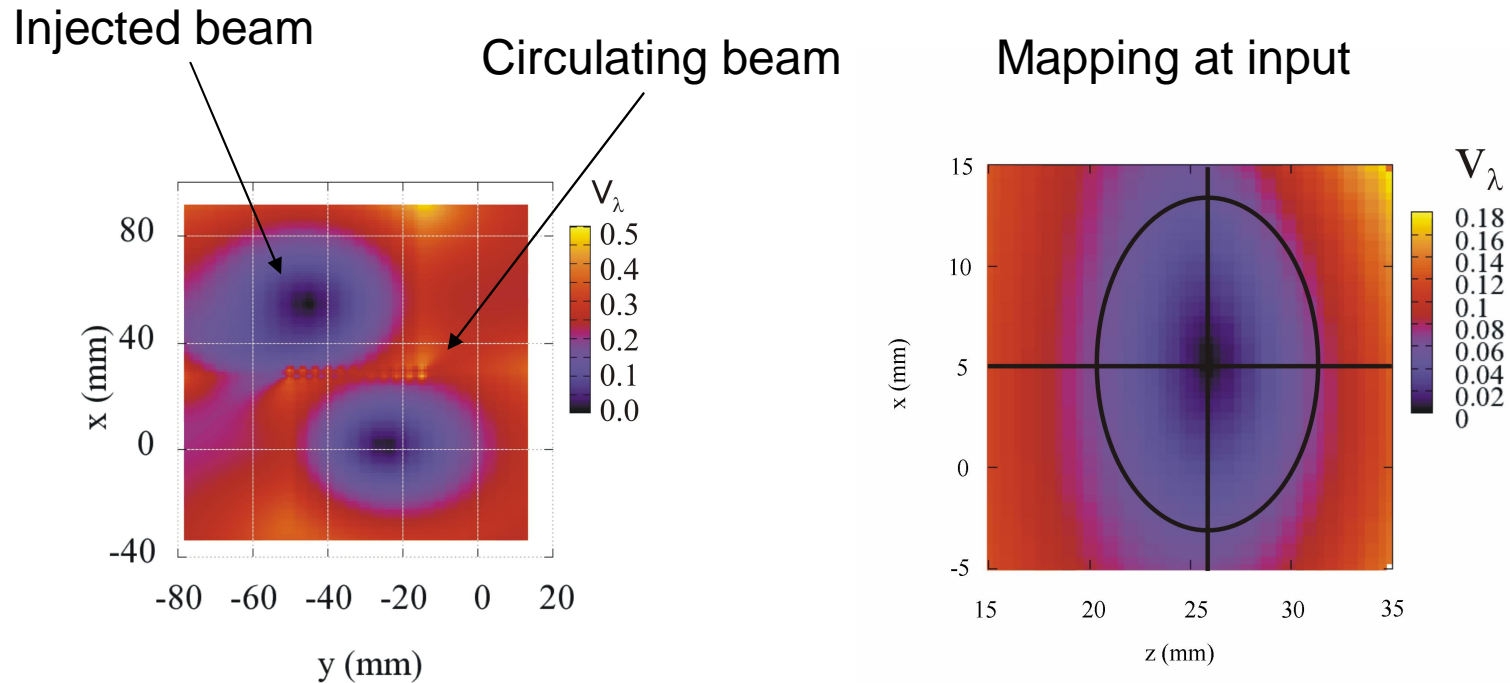 Injected beam
Circulating beam
Mapping at input
Vλ
0.5
0.4
0.3
0.2
0.1
0.0
80
40
0
-40
x (mm)
-80 -60 -40 -20 0 20
y (mm)
Vλ
0.18
0.16
0.14
0.12
0.1
0.08
0.06
0.04
0.02
0
15
10
5
0
-5
x (mm)
15 20 25 30 35
z (mm)